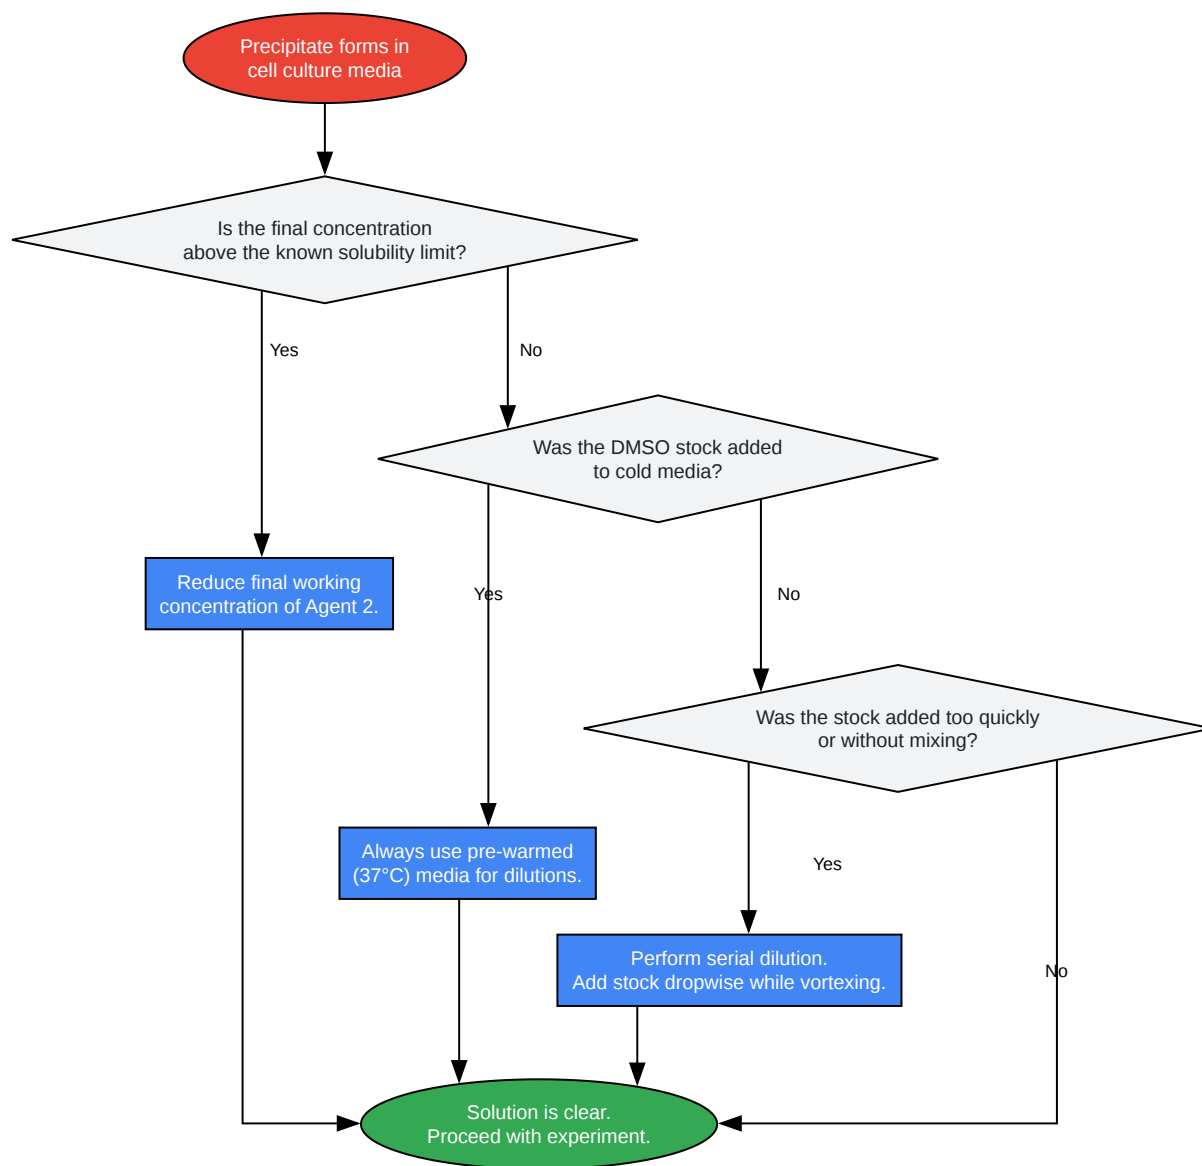 Precipitate forms in
cell culture media
Is the final concentration
above the known solubility limit?
Yes
No
Was the DMSO stock added
to cold media?
Reduce final working
concentration of Agent 2.
Yes
No
Was the stock added too quickly
or without mixing?
Always use pre-warmed
(37°C) media for dilutions.
Yes
Perform serial dilution.
Add stock dropwise while vortexing.
No
Solution is clear.
Proceed with experiment.